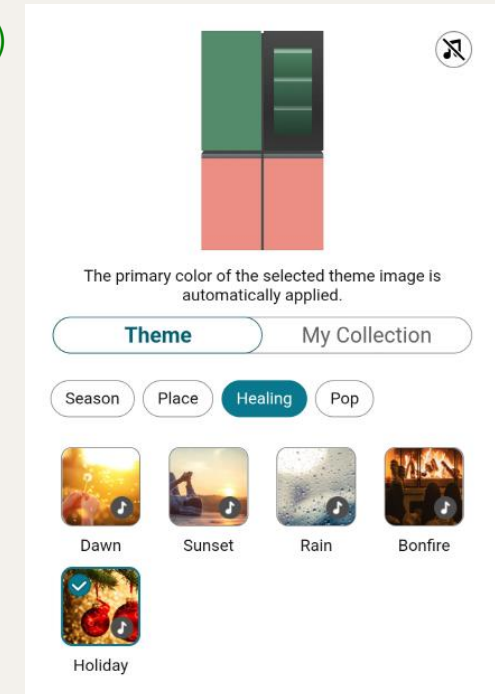 The primary color of the selected theme image is
automatically applied.
Theme My Collection
Season Place Healing Pop
Dawn Sunset Rain Bonfire
Holiday